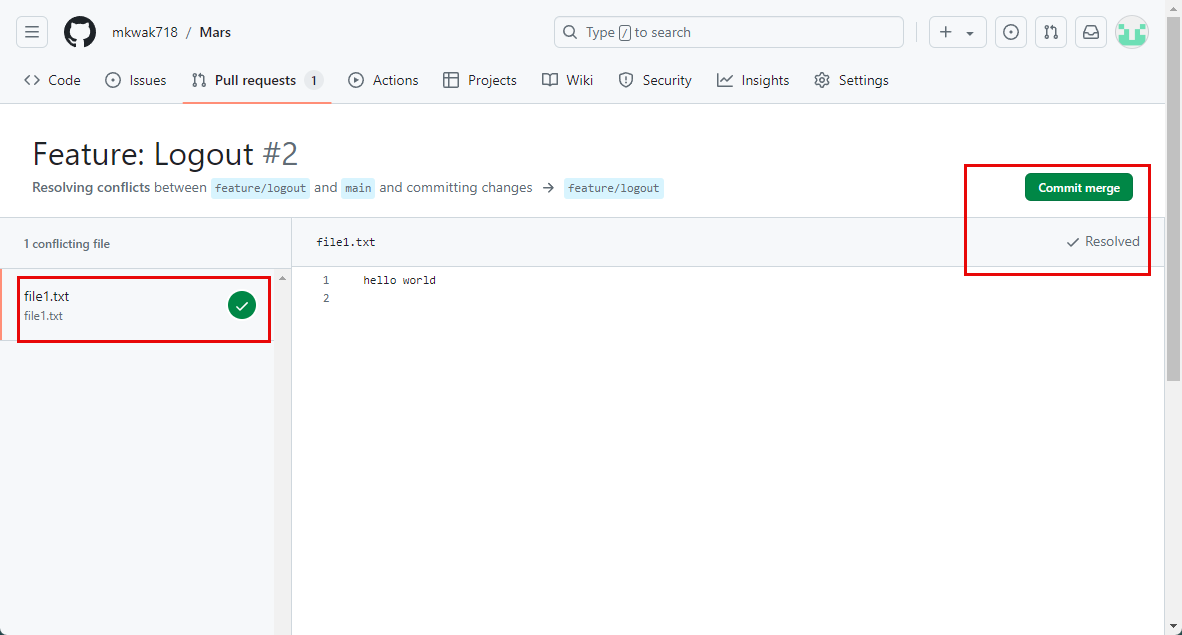 mkwak718 / Mars
Type / to search
Code Issues Pull requests 1 Actions Projects Wiki Security Insights Settings
Feature: Logout #2
Resolving conflicts between feature/logout and main and committing changes → feature/logout
Commit merge
1 conflicting file
file1.txt
Resolved
file1.txt
file1.txt
1 hello world
2